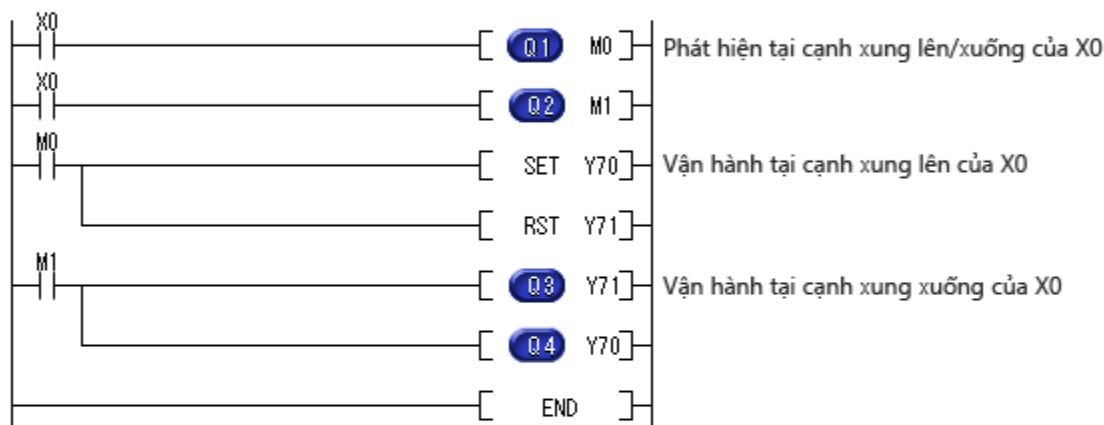 X0
Q1 M0 Phát hiện tại cạnh xung lên/xuống của X0
X0
Q2 M1
M0
SET Y70 Vận hành tại cạnh xung lên của X0
RST Y71
M1
Q3 Y71 Vận hành tại cạnh xung xuống của X0
Q4 Y70
END